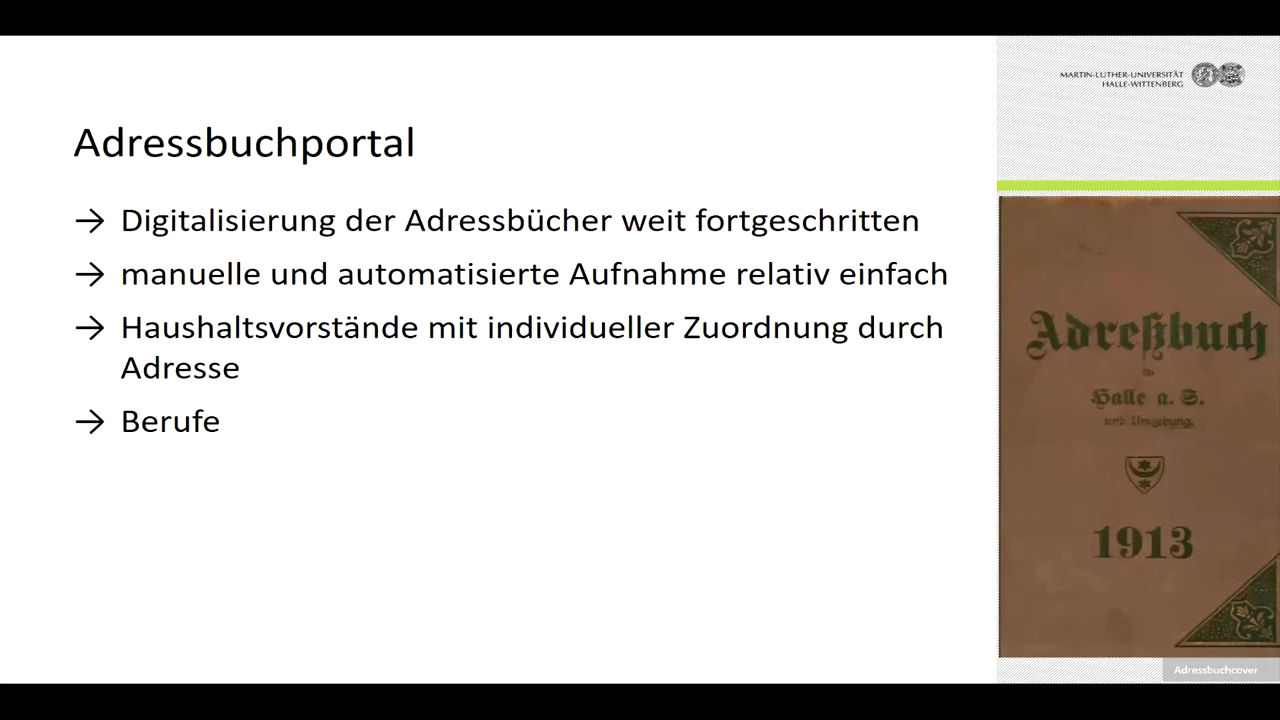 MARTIN-LUTHER-UNIVERSITÄT
HALLE-WITTENBERG
Adressbuchportal
→ Digitalisierung der Adressbücher weit fortgeschritten
→ manuelle und automatisierte Aufnahme relativ einfach
→ Haushaltsvorstände mit individueller Zuordnung durch
Adresse
→ Berufe
Adreßbuch
für
Halle a. S.
und Umgebung.
1913
Adressbuchcover